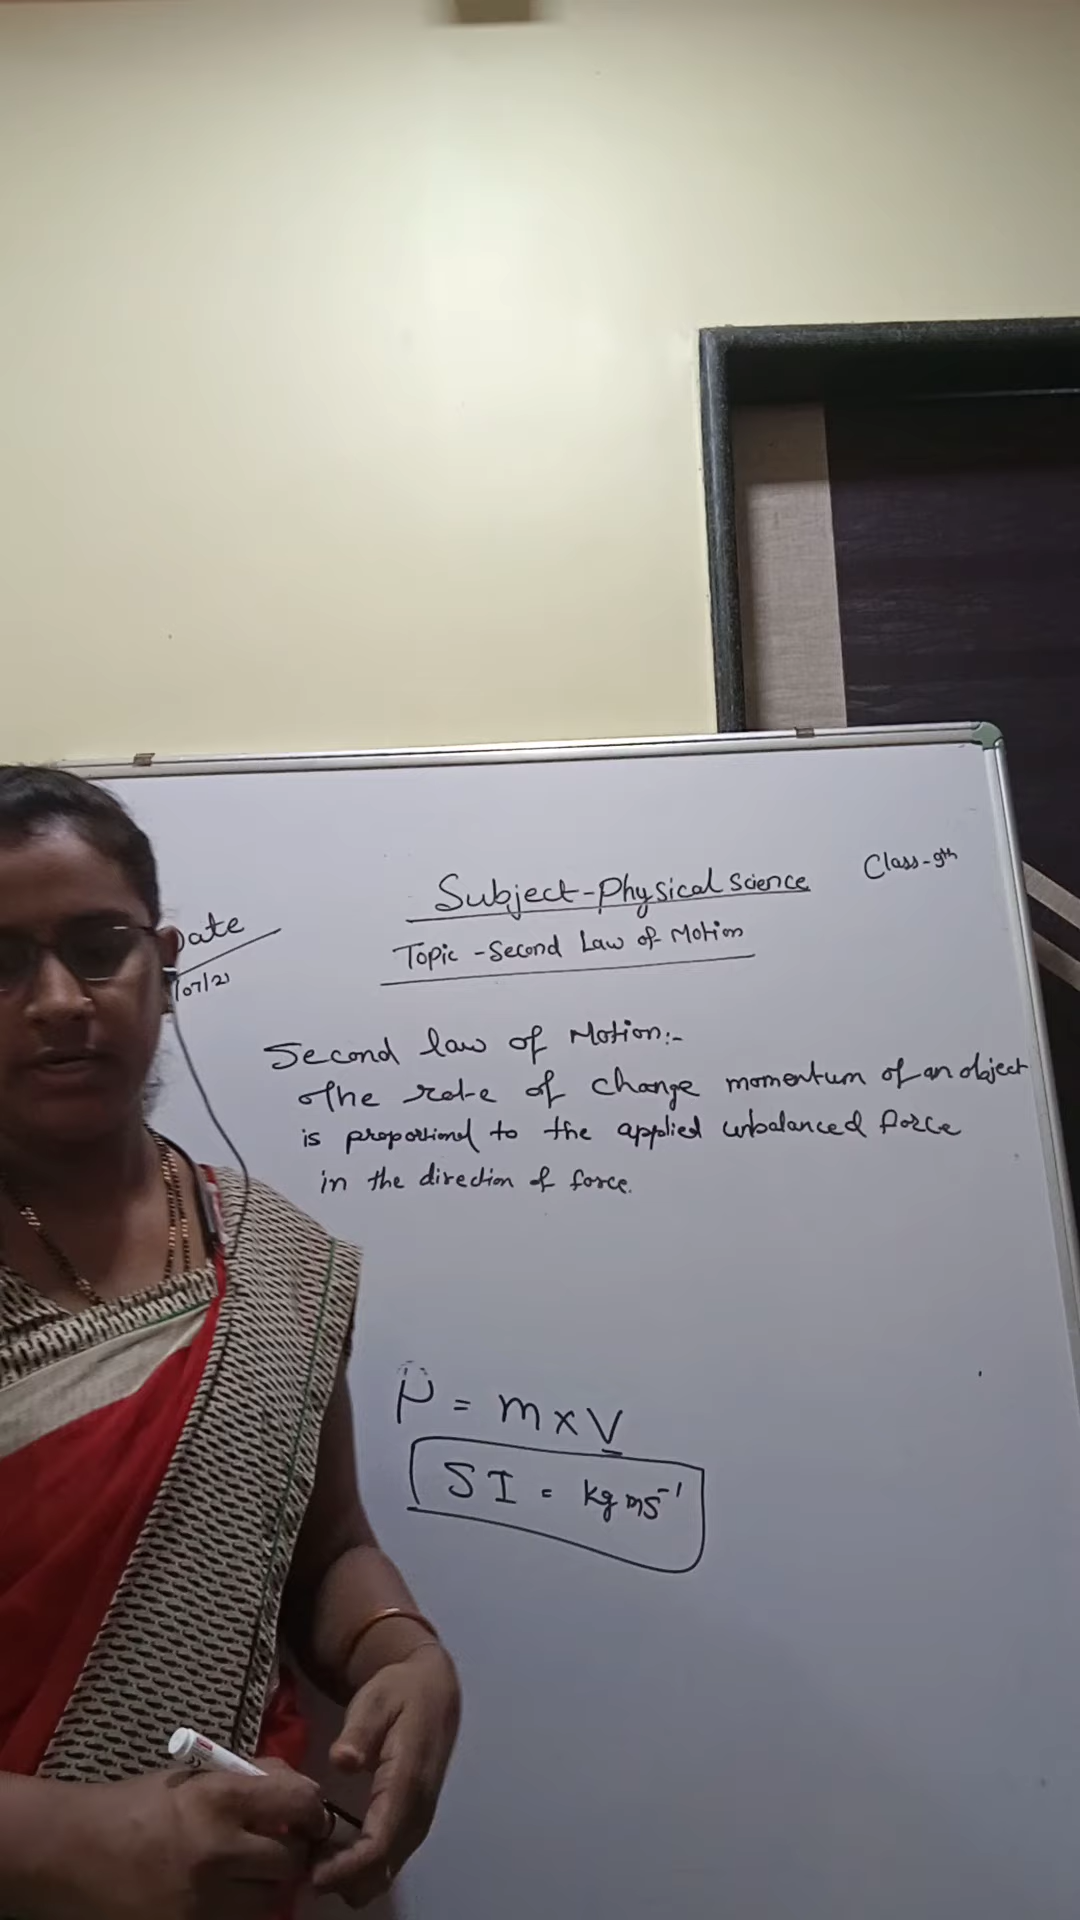 Class-9th
Subject-Physical Science
Date
Topic -Second Law of Motion
/07/21
Second law of Motion:-
The rate of change momentum of an object
is proportional to the applied unbalanced force
in the direction of force.
P = m x V
SI = kg ms⁻¹